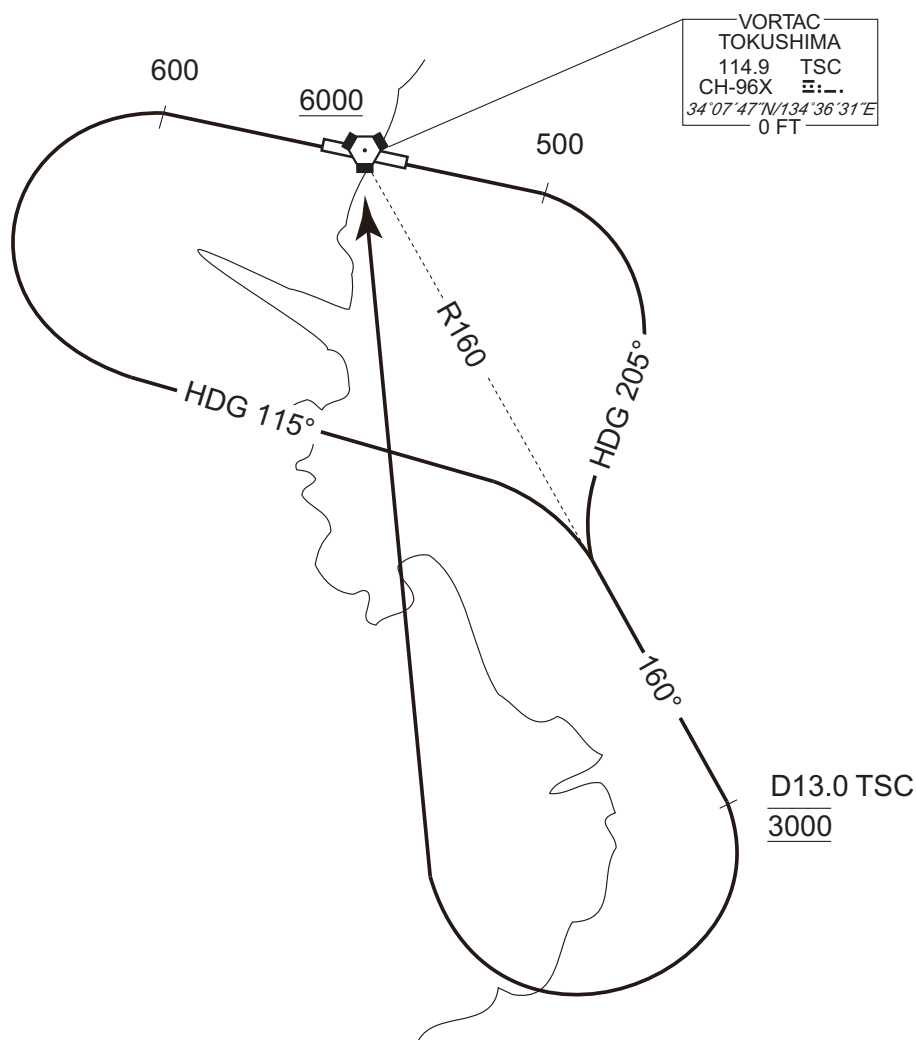 VORTAC
TOKUSHIMA
114.9 TSC
CH-96X
34°07´47˝N/134°36´31˝E
0 FT
600
6000
500
R160
HDG 205°
HDG 115°
160°
D13.0 TSC
3000